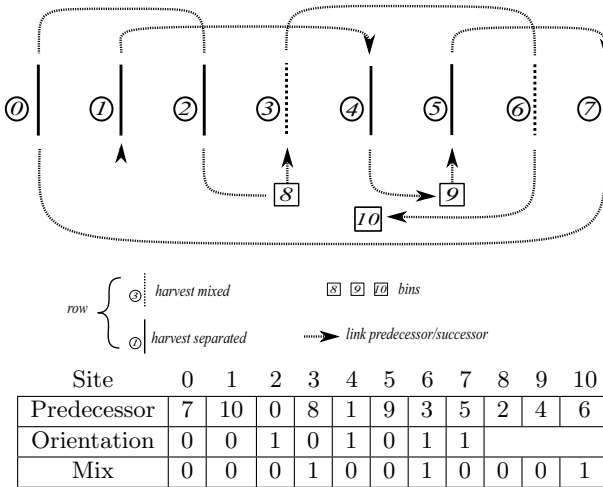 0 1 2 3 4 5 6 7
8 9
10
row
3 harvest mixed
8 9 10 bins
1 harvest separated
link predecessor/successor
Site 0 1 2 3 4 5 6 7 8 9 10
Predecessor 7 10 0 8 1 9 3 5 2 4 6
Orientation 0 0 1 0 1 0 1 1
Mix 0 0 0 1 0 0 1 0 0 0 1